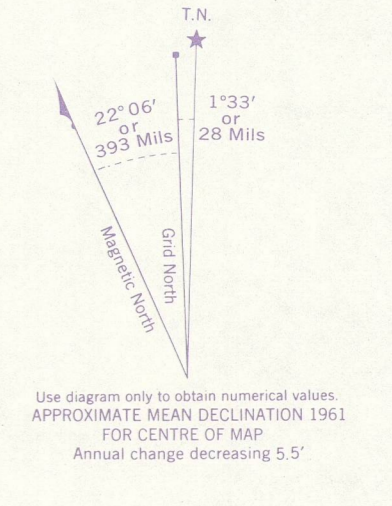 T.N.
22° 06′
or
393 Mils
1°33′
or
28 Mils
Magnetic North
Grid North
Use diagram only to obtain numerical values.
APPROXIMATE MEAN DECLINATION 1961
FOR CENTRE OF MAP
Annual change decreasing 5.5′